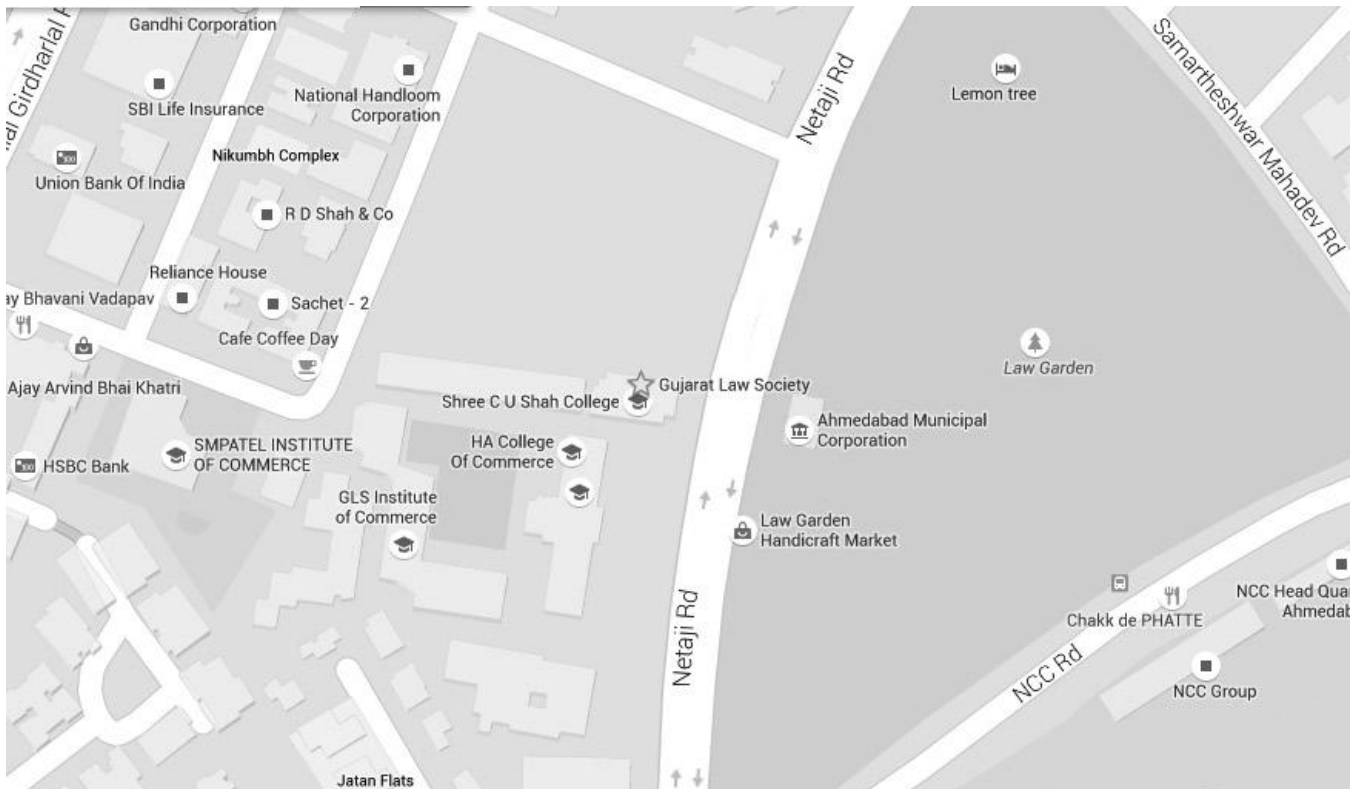 Gandhi Corporation
SBI Life Insurance
National Handloom
Corporation
Netaji Rd
Lemon tree
Samartheshwar Mahadev Rd
Girdharlal
Nikumbh Complex
Union Bank Of India
R D Shah & Co
Reliance House
Bhavani Vadapav
Sachet - 2
Cafe Coffee Day
Law Garden
Ajay Arvind Bhai Khatri
Gujarat Law Society
Shree C U Shah College
Ahmedabad Municipal
Corporation
SMPATEL INSTITUTE
OF COMMERCE
HA College
Of Commerce
HSBC Bank
GLS Institute
of Commerce
Law Garden
Handicraft Market
NCC Head Qua
Ahmedab
Chakk de PHATTE
Netaji Rd
NCC Rd
NCC Group
Jatan Flats